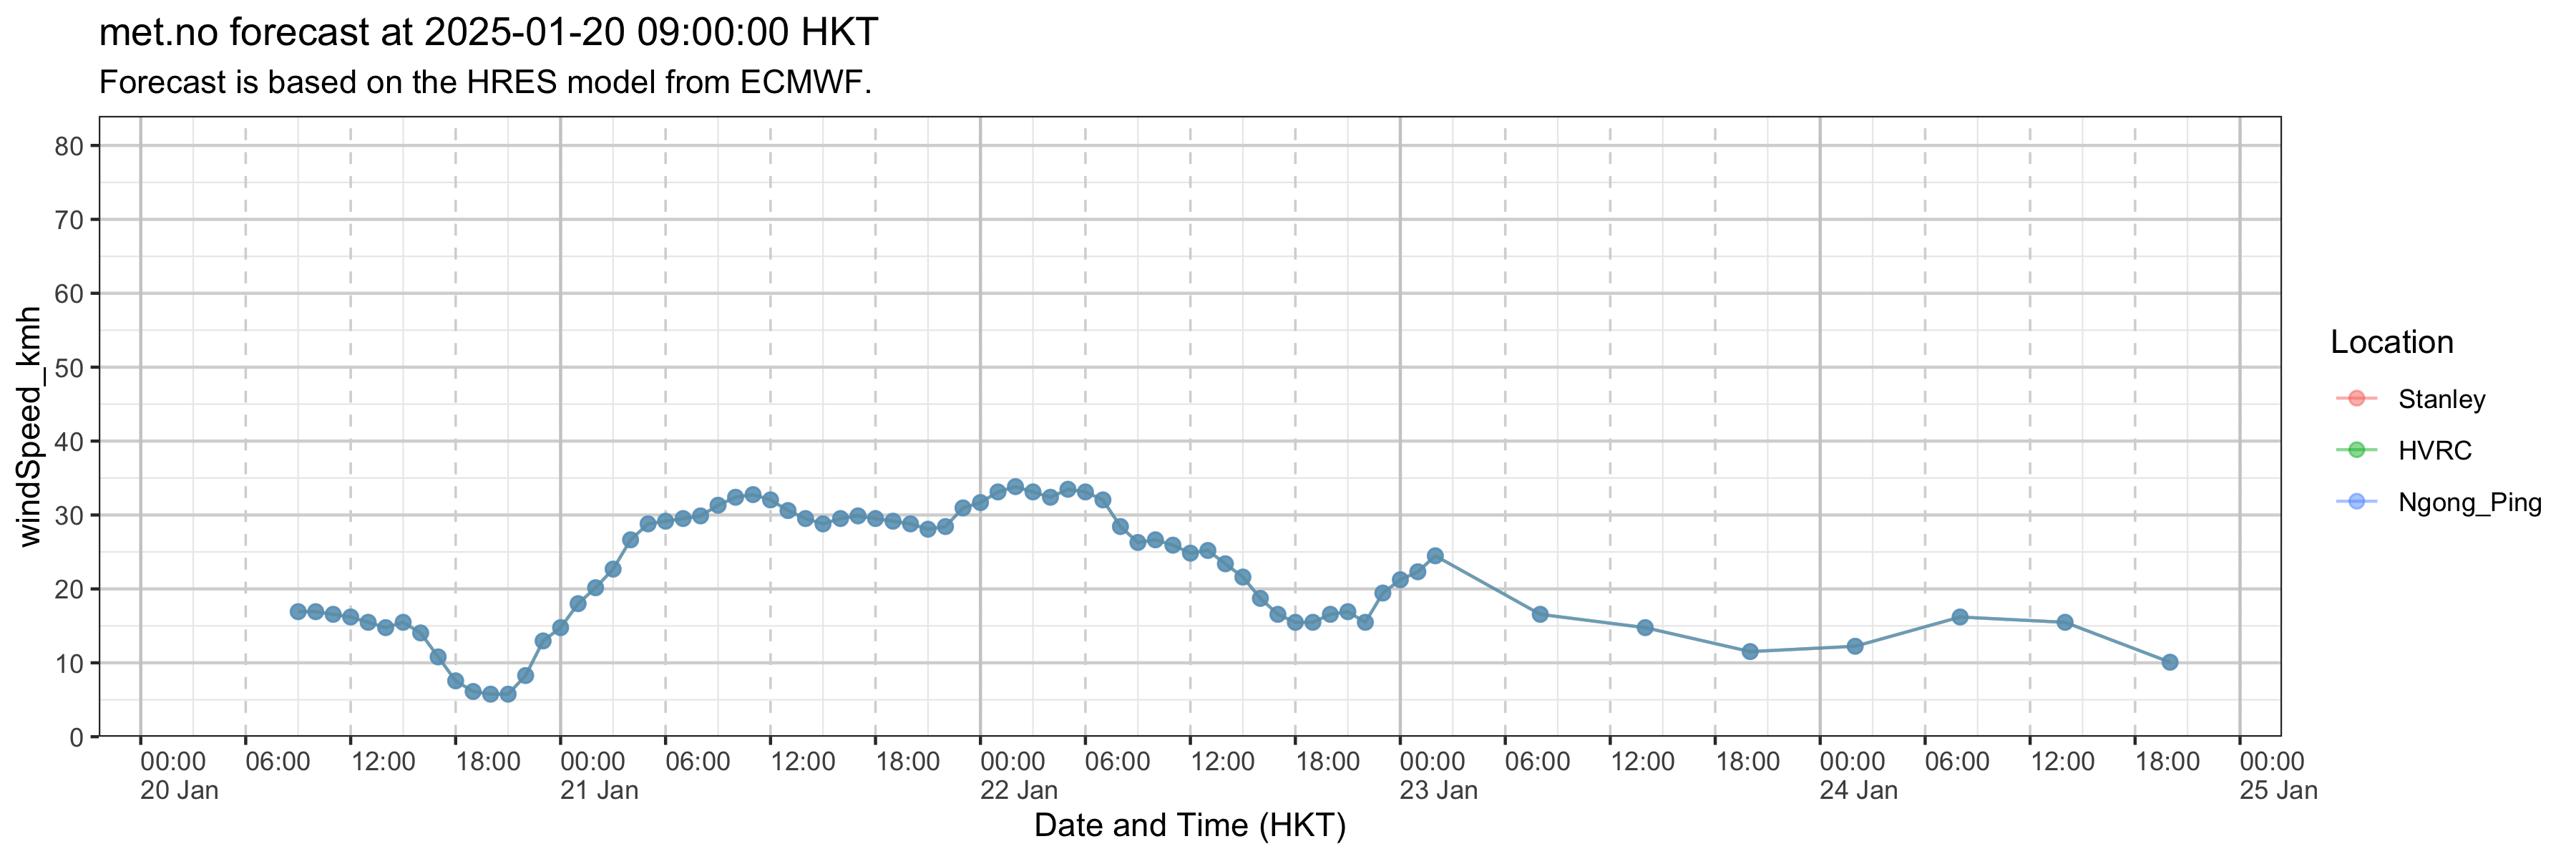 met.no forecast at 2025-01-20 09:00:00 HKT
Forecast is based on the HRES model from ECMWF.
windSpeed_kmh
80
70
60
50
40
30
20
10
0
00:00 06:00 12:00 18:00 00:00 06:00 12:00 18:00 00:00 06:00 12:00 18:00 00:00 06:00 12:00 18:00 00:00 06:00 12:00 18:00 00:00
20 Jan 21 Jan 22 Jan 23 Jan 24 Jan 25 Jan
Date and Time (HKT)
Location
Stanley
HVRC
Ngong_Ping